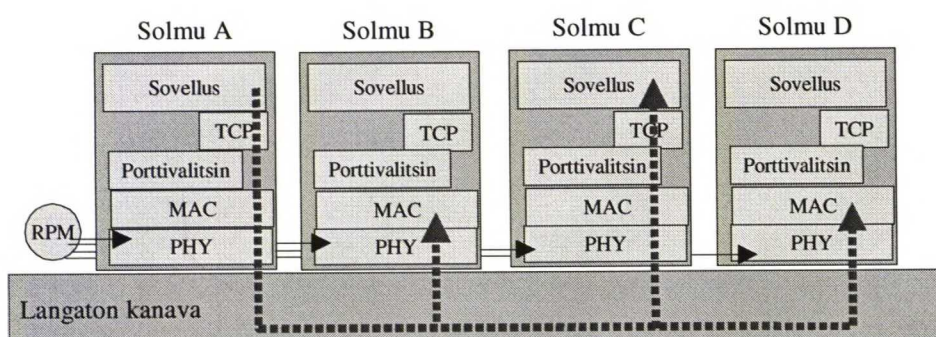 Solmu A
Solmu B
Solmu C
Solmu D
Sovellus
Sovellus
Sovellus
Sovellus
TCP
TCP
TCP
TCP
Porttivalitsin
Porttivalitsin
Porttivalitsin
Porttivalitsin
MAC
MAC
MAC
MAC
RPM
PHY
PHY
PHY
PHY
Langaton kanava